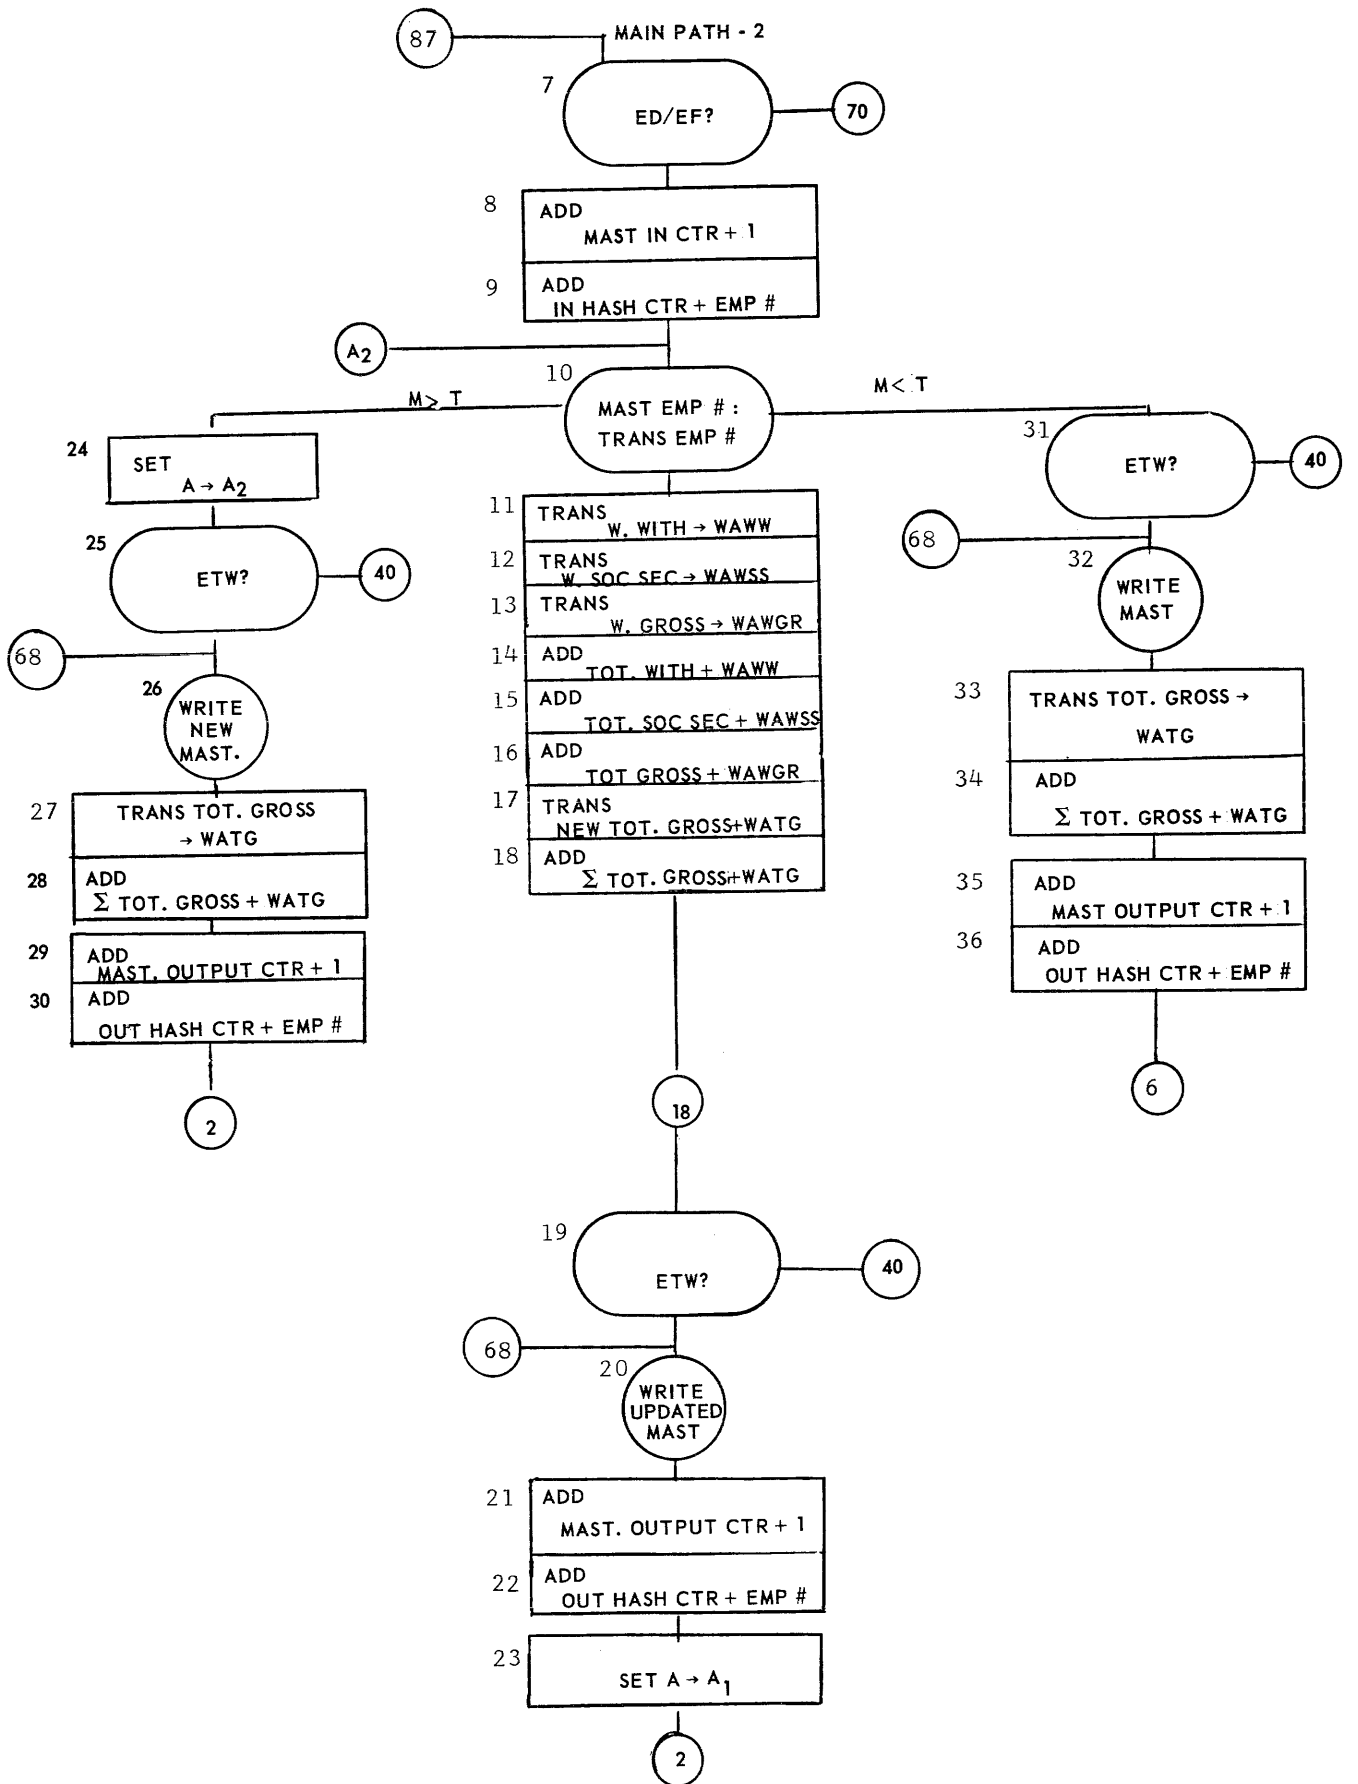 87
MAIN PATH - 2
7
ED/EF?
70
8
ADD
MAST IN CTR + 1
9
ADD
IN HASH CTR + EMP #
A2
10
MAST EMP # :
TRANS EMP #
M > T
M < T
24
SET
A → A2
25
ETW?
40
68
26
WRITE
NEW
MAST.
27
TRANS TOT. GROSS
→ WATG
28
ADD
Σ TOT. GROSS + WATG
29
ADD
MAST. OUTPUT CTR + 1
30
ADD
OUT HASH CTR + EMP #
2
11
TRANS
W. WITH → WAWW
12
TRANS
W. SOC SEC → WAWSS
13
TRANS
W. GROSS → WAWGR
14
ADD
TOT. WITH + WAWW
15
ADD
TOT. SOC SEC + WAWSS
16
ADD
TOT GROSS + WAWGR
17
TRANS
NEW TOT. GROSS+WATG
18
ADD
Σ TOT. GROSS+WATG
18
19
ETW?
40
68
20
WRITE
UPDATED
MAST
21
ADD
MAST. OUTPUT CTR + 1
22
ADD
OUT HASH CTR + EMP #
23
SET A → A1
2
31
ETW?
40
68
32
WRITE
MAST
33
TRANS TOT. GROSS →
WATG
34
ADD
Σ TOT. GROSS + WATG
35
ADD
MAST OUTPUT CTR + 1
36
ADD
OUT HASH CTR + EMP #
6